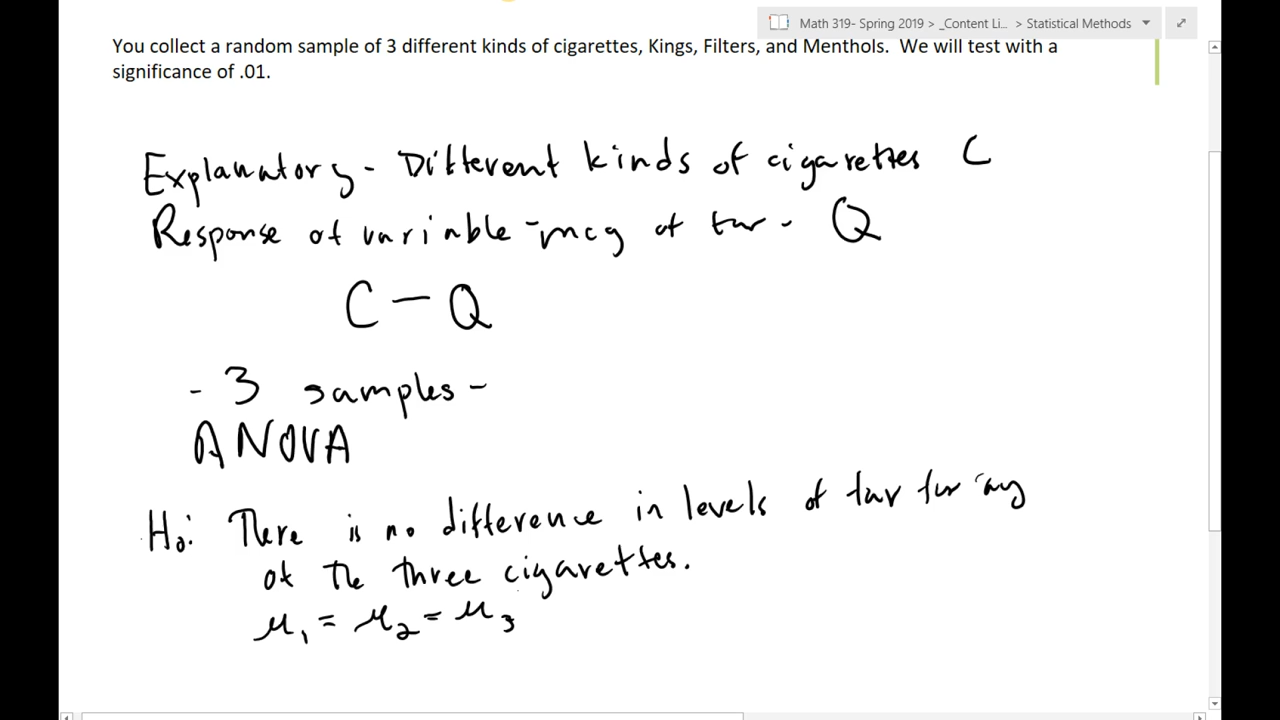 Math 319- Spring 2019 > _Content Li... > Statistical Methods
You collect a random sample of 3 different kinds of cigarettes, Kings, Filters, and Menthols. We will test with a
significance of .01.
Explanatory - Different kinds of cigarettes C
Response of variable - mcg of tar - Q
C - Q
- 3 samples -
ANOVA
H₀: There is no difference in levels of tar for any
of the three cigarettes.
μ₁ = μ₂ = μ₃